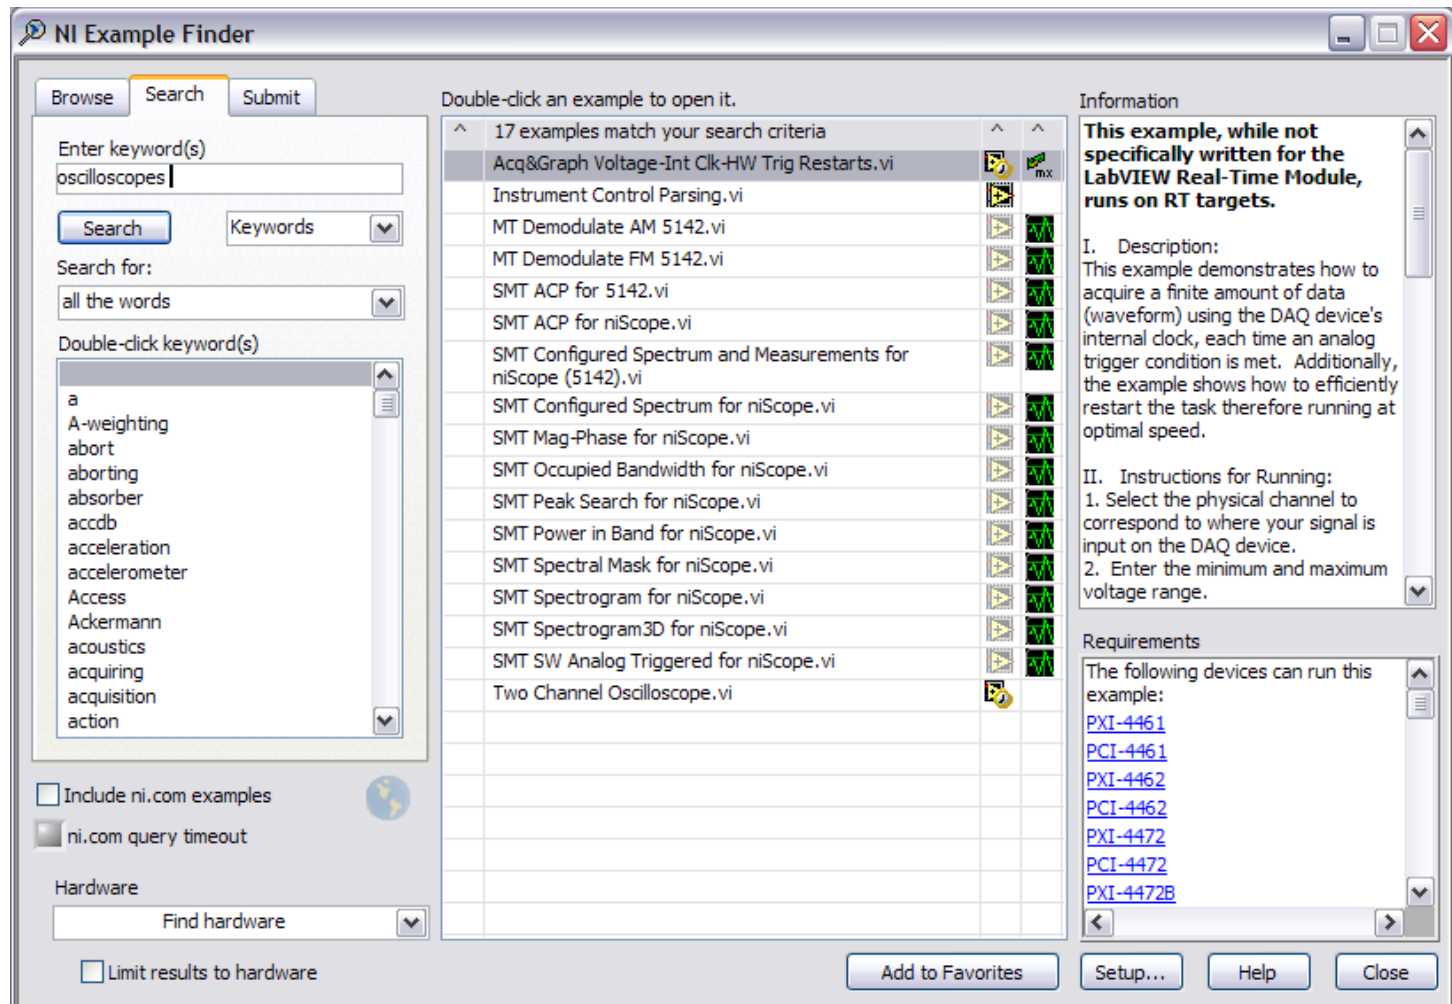 NI Example Finder
Browse
Search
Submit
Enter keyword(s)
oscilloscopes
Search
Keywords
Search for:
all the words
Double-click keyword(s)
a
A-weighting
abort
aborting
absorber
accdb
acceleration
accelerometer
Access
Ackermann
acoustics
acquiring
acquisition
action
Include ni.com examples
ni.com query timeout
Hardware
Find hardware
Limit results to hardware
Double-click an example to open it.
17 examples match your search criteria
Acq&Graph Voltage-Int Clk-HW Trig Restarts.vi
mx
Instrument Control Parsing.vi
MT Demodulate AM 5142.vi
MT Demodulate FM 5142.vi
SMT ACP for 5142.vi
SMT ACP for niScope.vi
SMT Configured Spectrum and Measurements for
niScope (5142).vi
SMT Configured Spectrum for niScope.vi
SMT Mag-Phase for niScope.vi
SMT Occupied Bandwidth for niScope.vi
SMT Peak Search for niScope.vi
SMT Power in Band for niScope.vi
SMT Spectral Mask for niScope.vi
SMT Spectrogram for niScope.vi
SMT Spectrogram3D for niScope.vi
SMT SW Analog Triggered for niScope.vi
Two Channel Oscilloscope.vi
Add to Favorites
Information
This example, while not
specifically written for the
LabVIEW Real-Time Module,
runs on RT targets.
I. Description:
This example demonstrates how to
acquire a finite amount of data
(waveform) using the DAQ device's
internal clock, each time an analog
trigger condition is met. Additionally,
the example shows how to efficiently
restart the task therefore running at
optimal speed.
II. Instructions for Running:
1. Select the physical channel to
correspond to where your signal is
input on the DAQ device.
2. Enter the minimum and maximum
voltage range.
Requirements
The following devices can run this
example:
PXI-4461
PCI-4461
PXI-4462
PCI-4462
PXI-4472
PCI-4472
PXI-4472B
Setup...
Help
Close